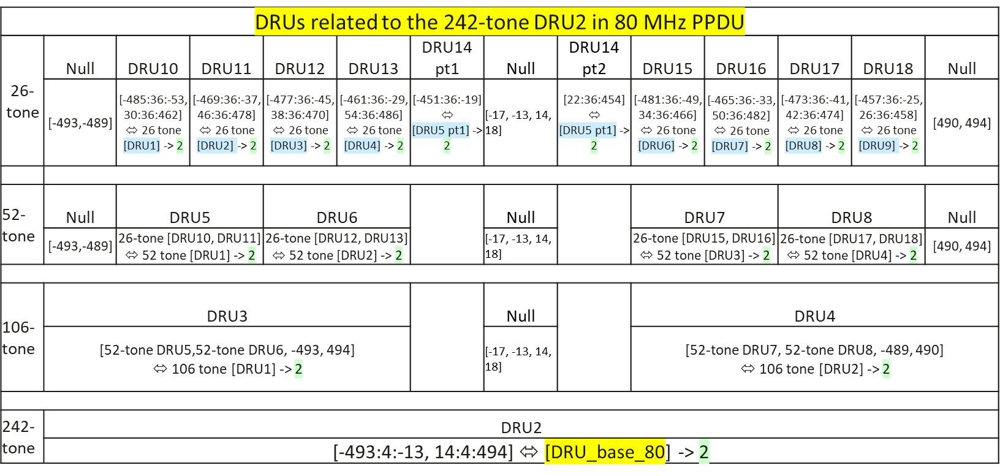 DRUs related to the 242-tone DRU2 in 80 MHz PPDU
26-
tone
Null
DRU10
DRU11
DRU12
DRU13
DRU14
pt1
Null
DRU14
pt2
DRU15
DRU16
DRU17
DRU18
Null
[-493,-489]
[-485:36:-53,
30:36:462]
⬄ 26 tone
[DRU1] -> 2
[-469:36:-37,
46:36:478]
⬄ 26 tone
[DRU2] -> 2
[-477:36:-45,
38:36:470]
⬄ 26 tone
[DRU3] -> 2
[-461:36:-29,
54:36:486]
⬄ 26 tone
[DRU4] -> 2
[-451:36:-19]
⬄
[DRU5 pt1] ->
2
[-17, -13, 14,
18]
[22:36:454]
⬄
[DRU5 pt1] ->
2
[-481:36:-49,
34:36:466]
⬄ 26 tone
[DRU6] -> 2
[-465:36:-33,
50:36:482]
⬄ 26 tone
[DRU7] -> 2
[-473:36:-41,
42:36:474]
⬄ 26 tone
[DRU8] -> 2
[-457:36:-25,
26:36:458]
⬄ 26 tone
[DRU9] -> 2
[490, 494]
52-
tone
Null
DRU5
DRU6
Null
DRU7
DRU8
Null
[-493,-489]
26-tone [DRU10, DRU11]
⬄ 52 tone [DRU1] -> 2
26-tone [DRU12, DRU13]
⬄ 52 tone [DRU2] -> 2
[-17, -13, 14,
18]
26-tone [DRU15, DRU16]
⬄ 52 tone [DRU3] -> 2
26-tone [DRU17, DRU18]
⬄ 52 tone [DRU4] -> 2
[490, 494]
106-
tone
DRU3
Null
DRU4
[52-tone DRU5,52-tone DRU6, -493, 494]
⬄ 106 tone [DRU1] -> 2
[-17, -13, 14,
18]
[52-tone DRU7, 52-tone DRU8, -489, 490]
⬄ 106 tone [DRU2] -> 2
242-
tone
DRU2
[-493:4:-13, 14:4:494] ⬄ [DRU_base_80] -> 2